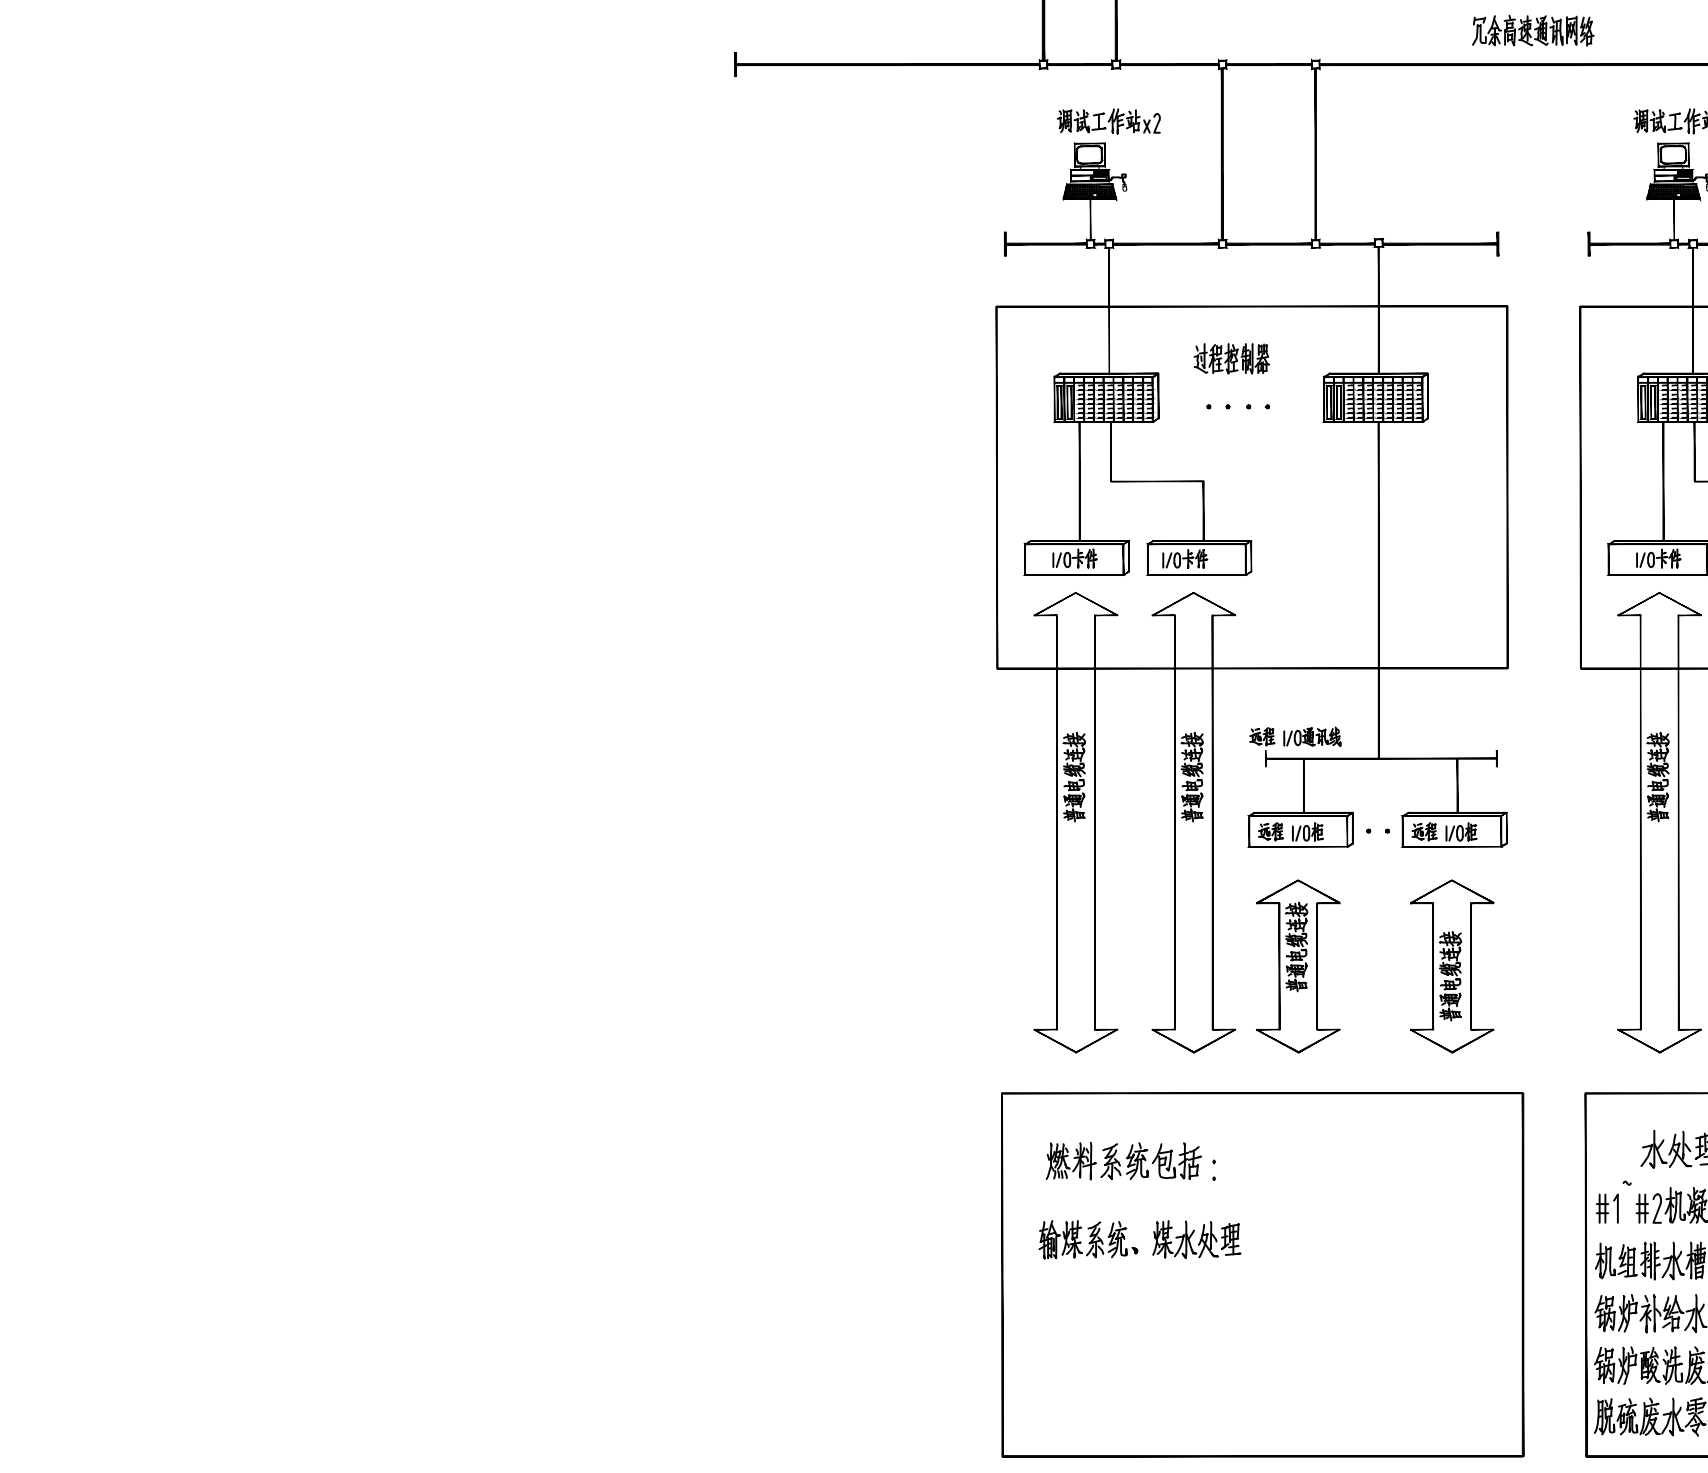 冗余高速通讯网络
调试工作站x2
调试工作站
过程控制器
I/O卡件
I/O卡件
I/O卡件
普通电缆连接
普通电缆连接
普通电缆连接
远程 I/O通讯线
远程 I/O柜
远程 I/O柜
普通电缆连接
普通电缆连接
燃料系统包括:
输煤系统、煤水处理
水处理
#1~#2机凝
机组排水槽
锅炉补给水
锅炉酸洗废
脱硫废水零